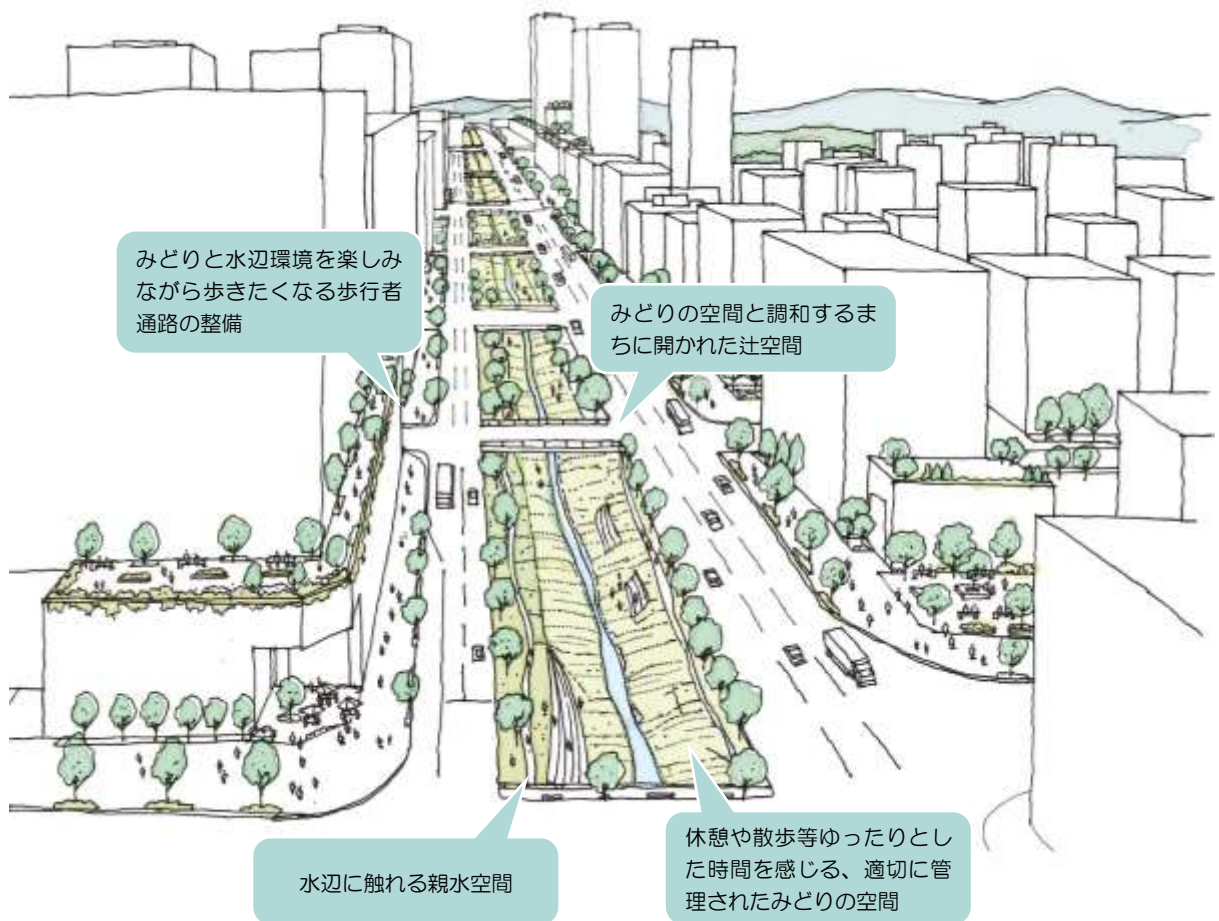 みどりと水辺環境を楽しみ
ながら歩きたくなる歩行者
通路の整備
みどりの空間と調和するま
ちに開かれた辻空間
水辺に触れる親水空間
休憩や散歩等ゆったりとし
た時間を感じる、適切に管
理されたみどりの空間